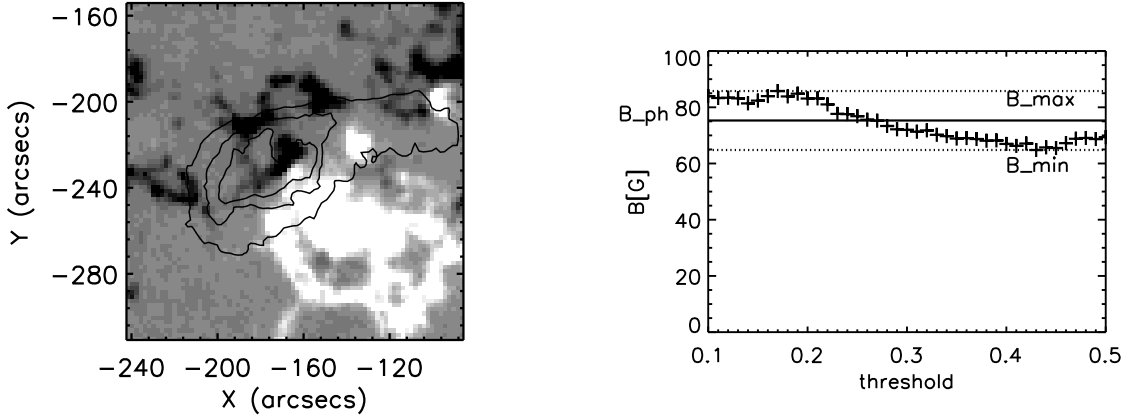 −160
−200
−240
−280
Y (arcsecs)
−240 −200 −160 −120
X (arcsecs)
100
80
60
40
20
0
B[G]
B_ph
B_max
B_min
0.1 0.2 0.3 0.4 0.5
threshold